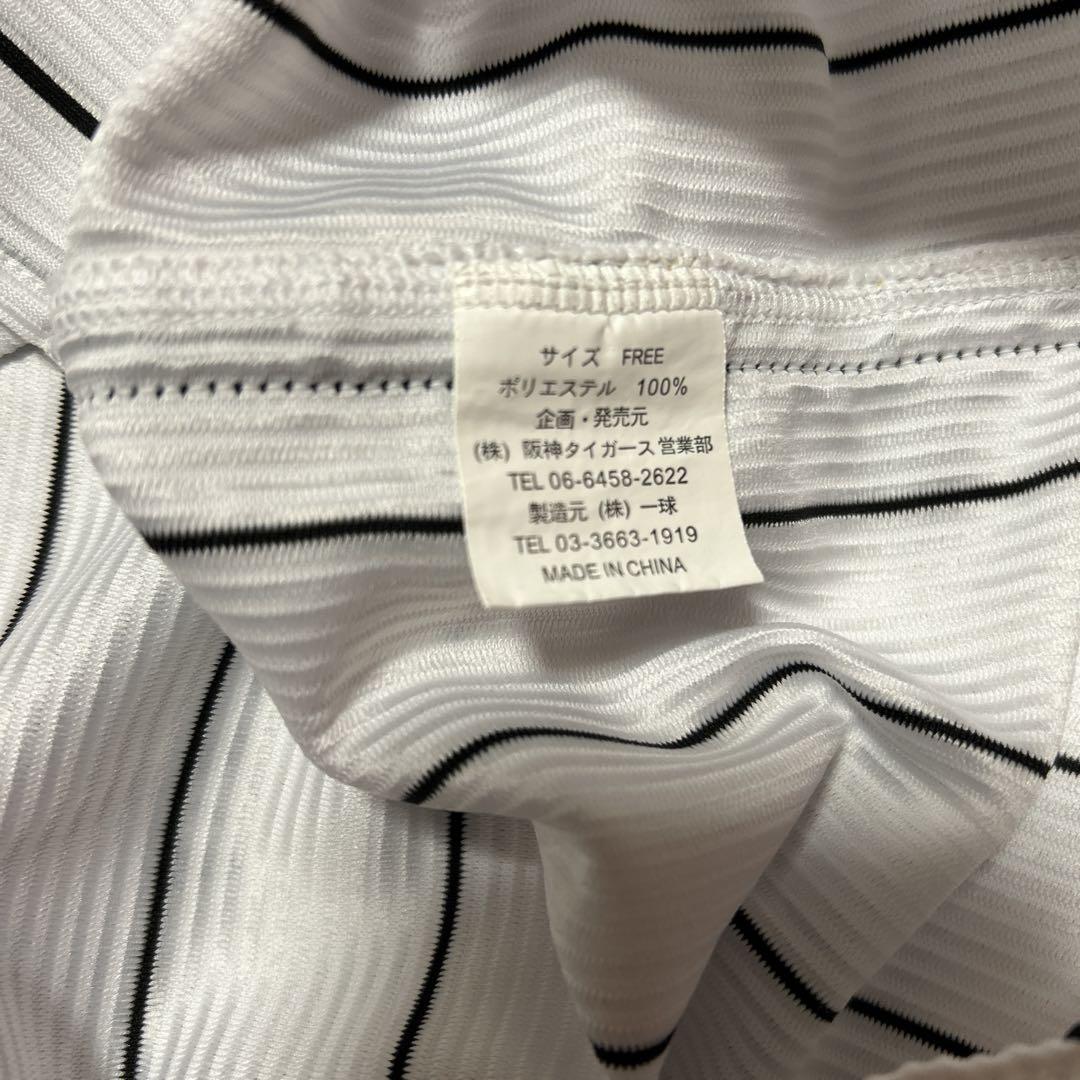 サイズ FREE
ポリエステル 100%
企画・発売元
(株) 阪神タイガース営業部
TEL 06-6458-2622
製造元 (株) 一球
TEL 03-3663-1919
MADE IN CHINA